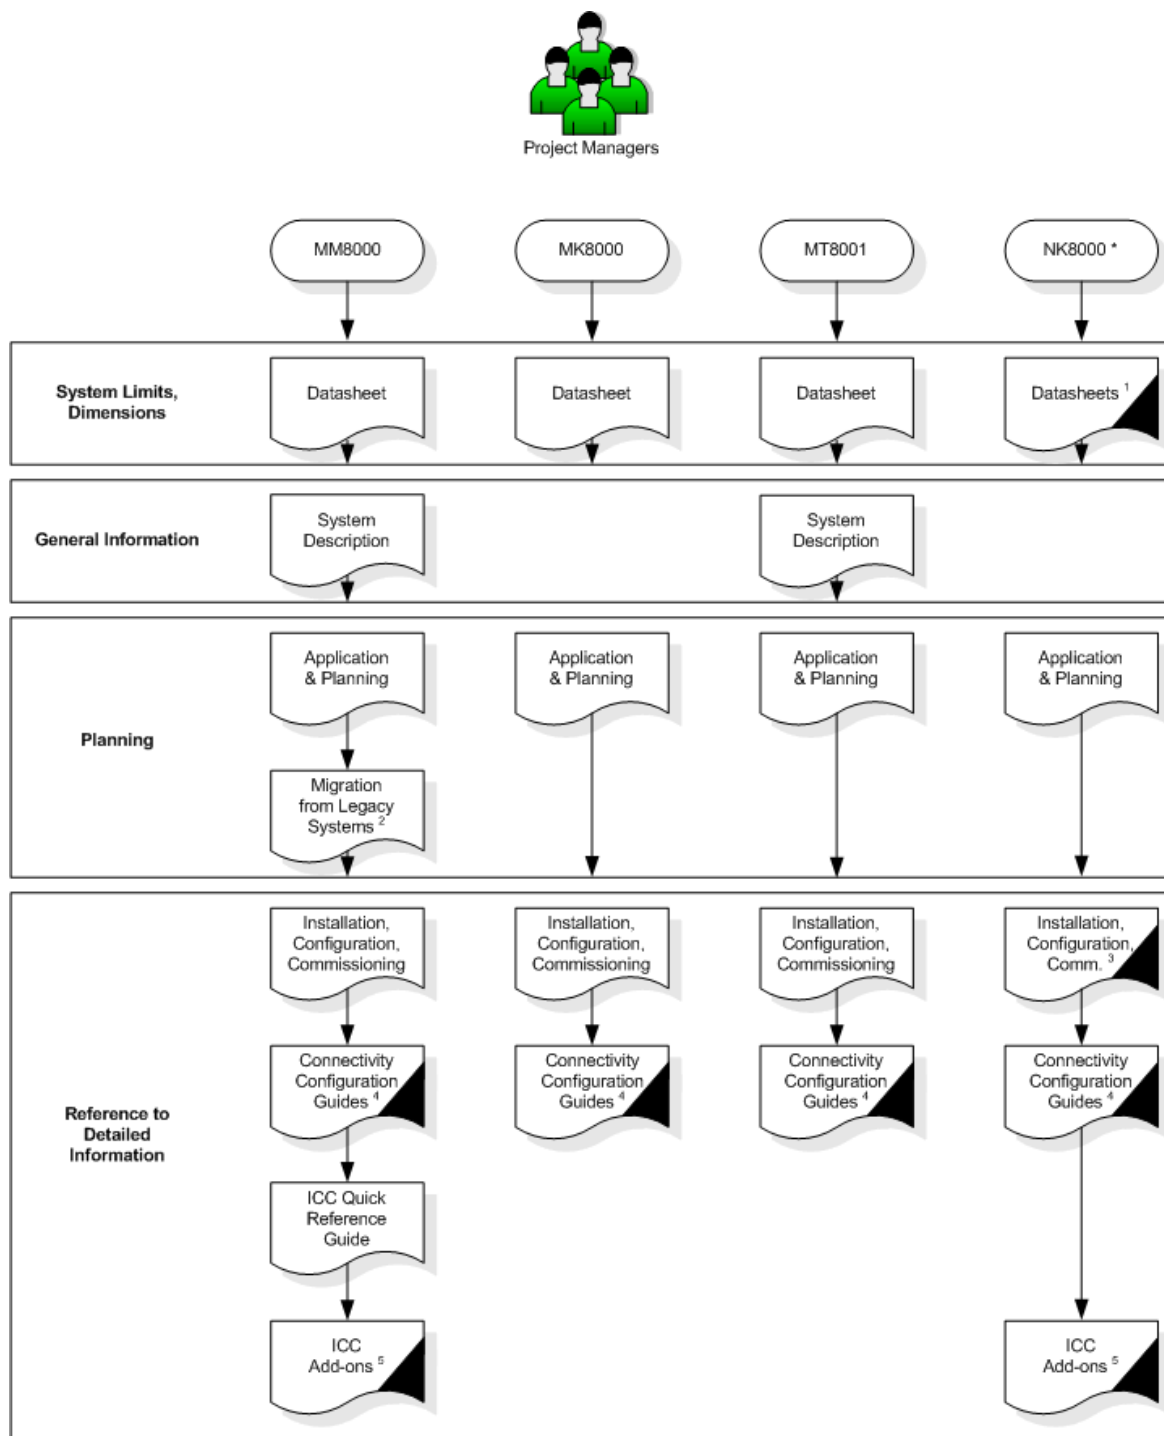 Project Managers
MM8000
MK8000
MT8001
NK8000 *
System Limits,
Dimensions
Datasheet
Datasheet
Datasheet
Datasheets 1
General Information
System
Description
System
Description
Planning
Application
& Planning
Application
& Planning
Application
& Planning
Application
& Planning
Migration
from Legacy
Systems 2
Reference to
Detailed
Information
Installation,
Configuration,
Commissioning
Installation,
Configuration,
Commissioning
Installation,
Configuration,
Commissioning
Installation,
Configuration,
Comm. 3
Connectivity
Configuration
Guides 4
Connectivity
Configuration
Guides 4
Connectivity
Configuration
Guides 4
Connectivity
Configuration
Guides 4
ICC Quick
Reference
Guide
ICC
Add-ons 5
ICC
Add-ons 5